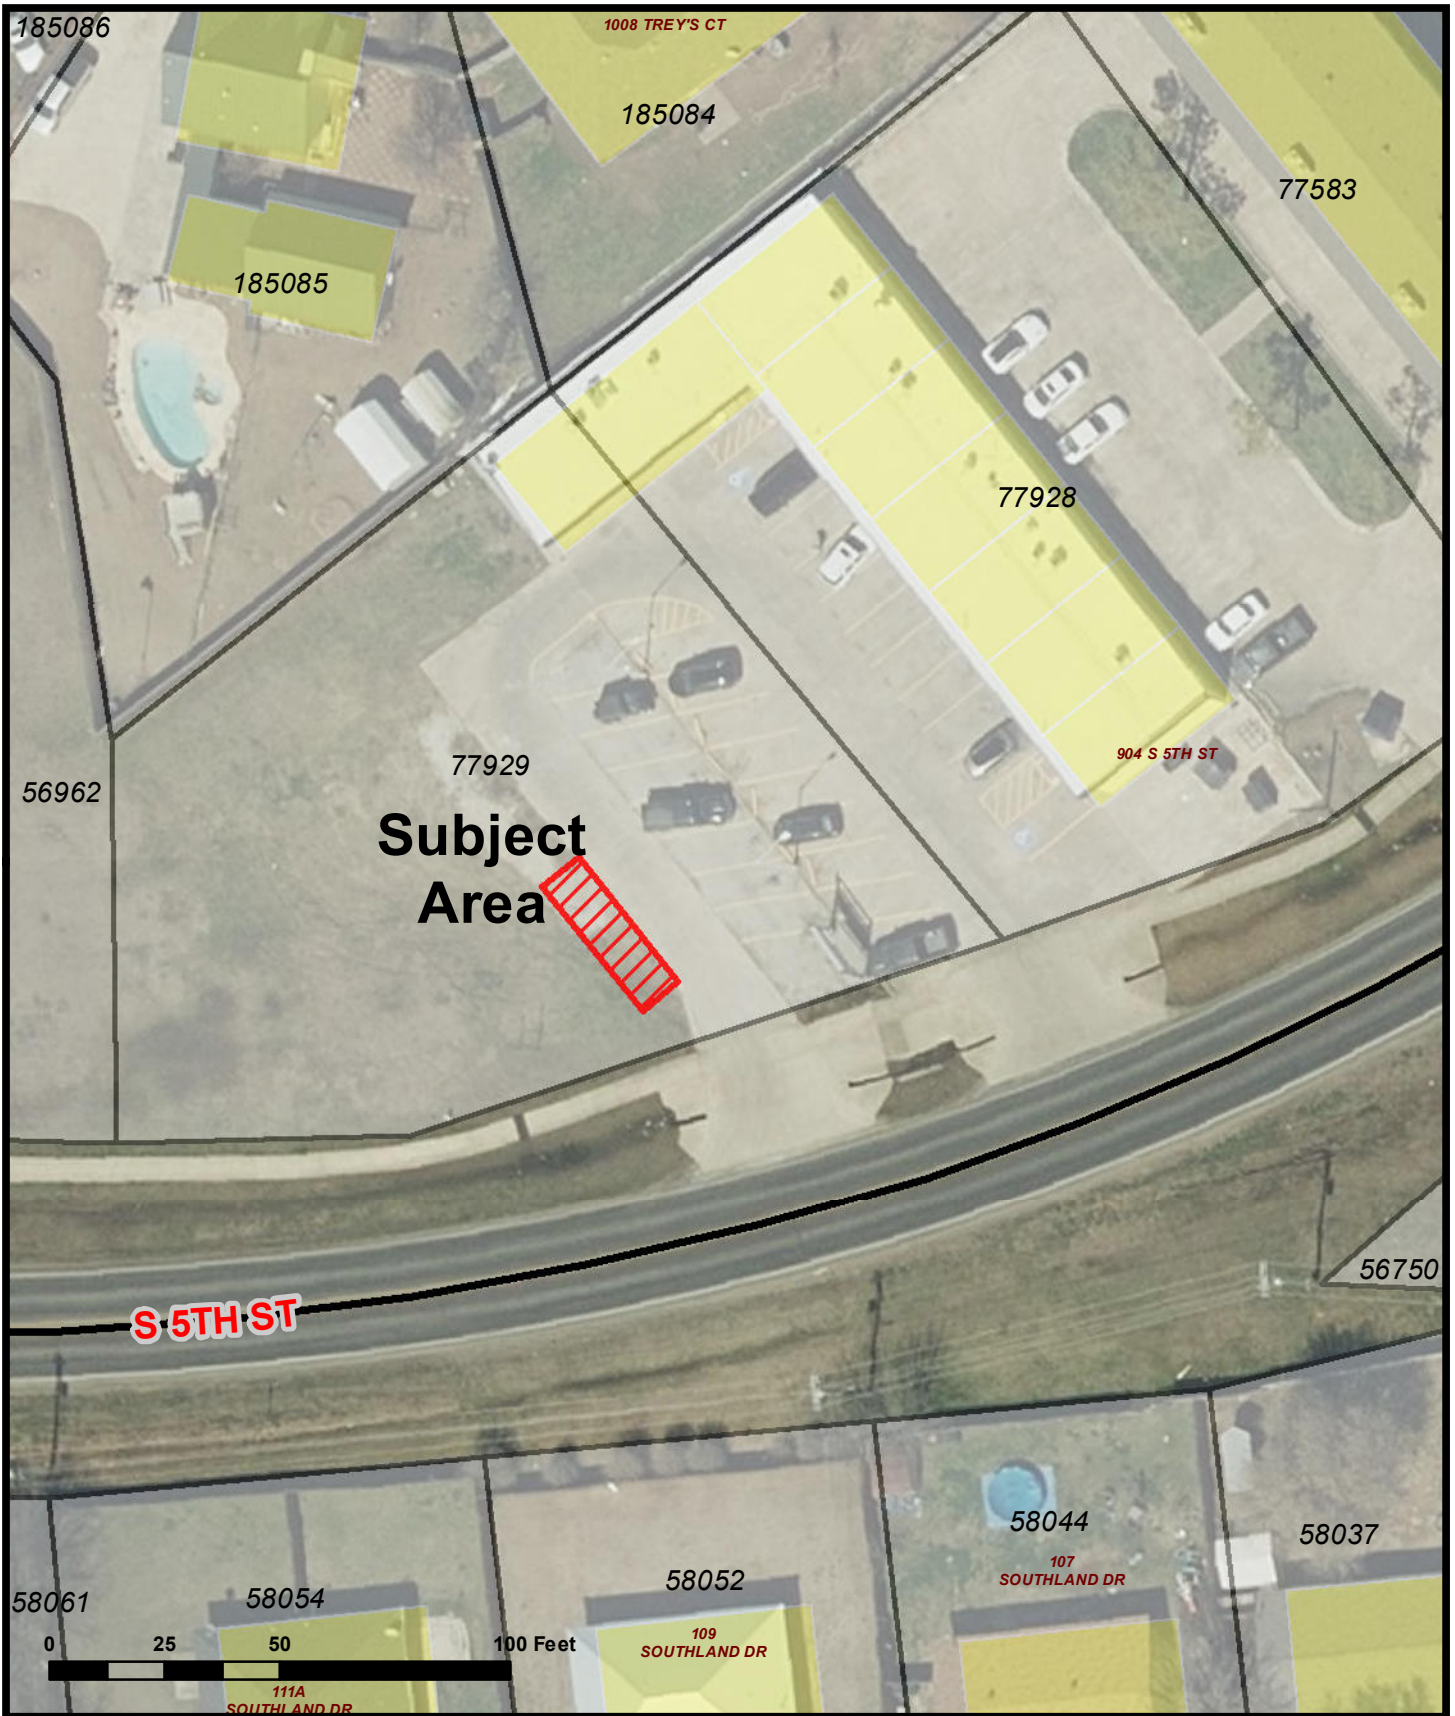 185086
1008 TREY'S CT
185084
77583
185085
77928
904 S 5TH ST
77929
56962
Subject
Area
56750
S 5TH ST
58044
58037
107
SOUTHLAND DR
58052
58061
58054
109
SOUTHLAND DR
0 25 50 100 Feet
111A
SOUTHLAND DR